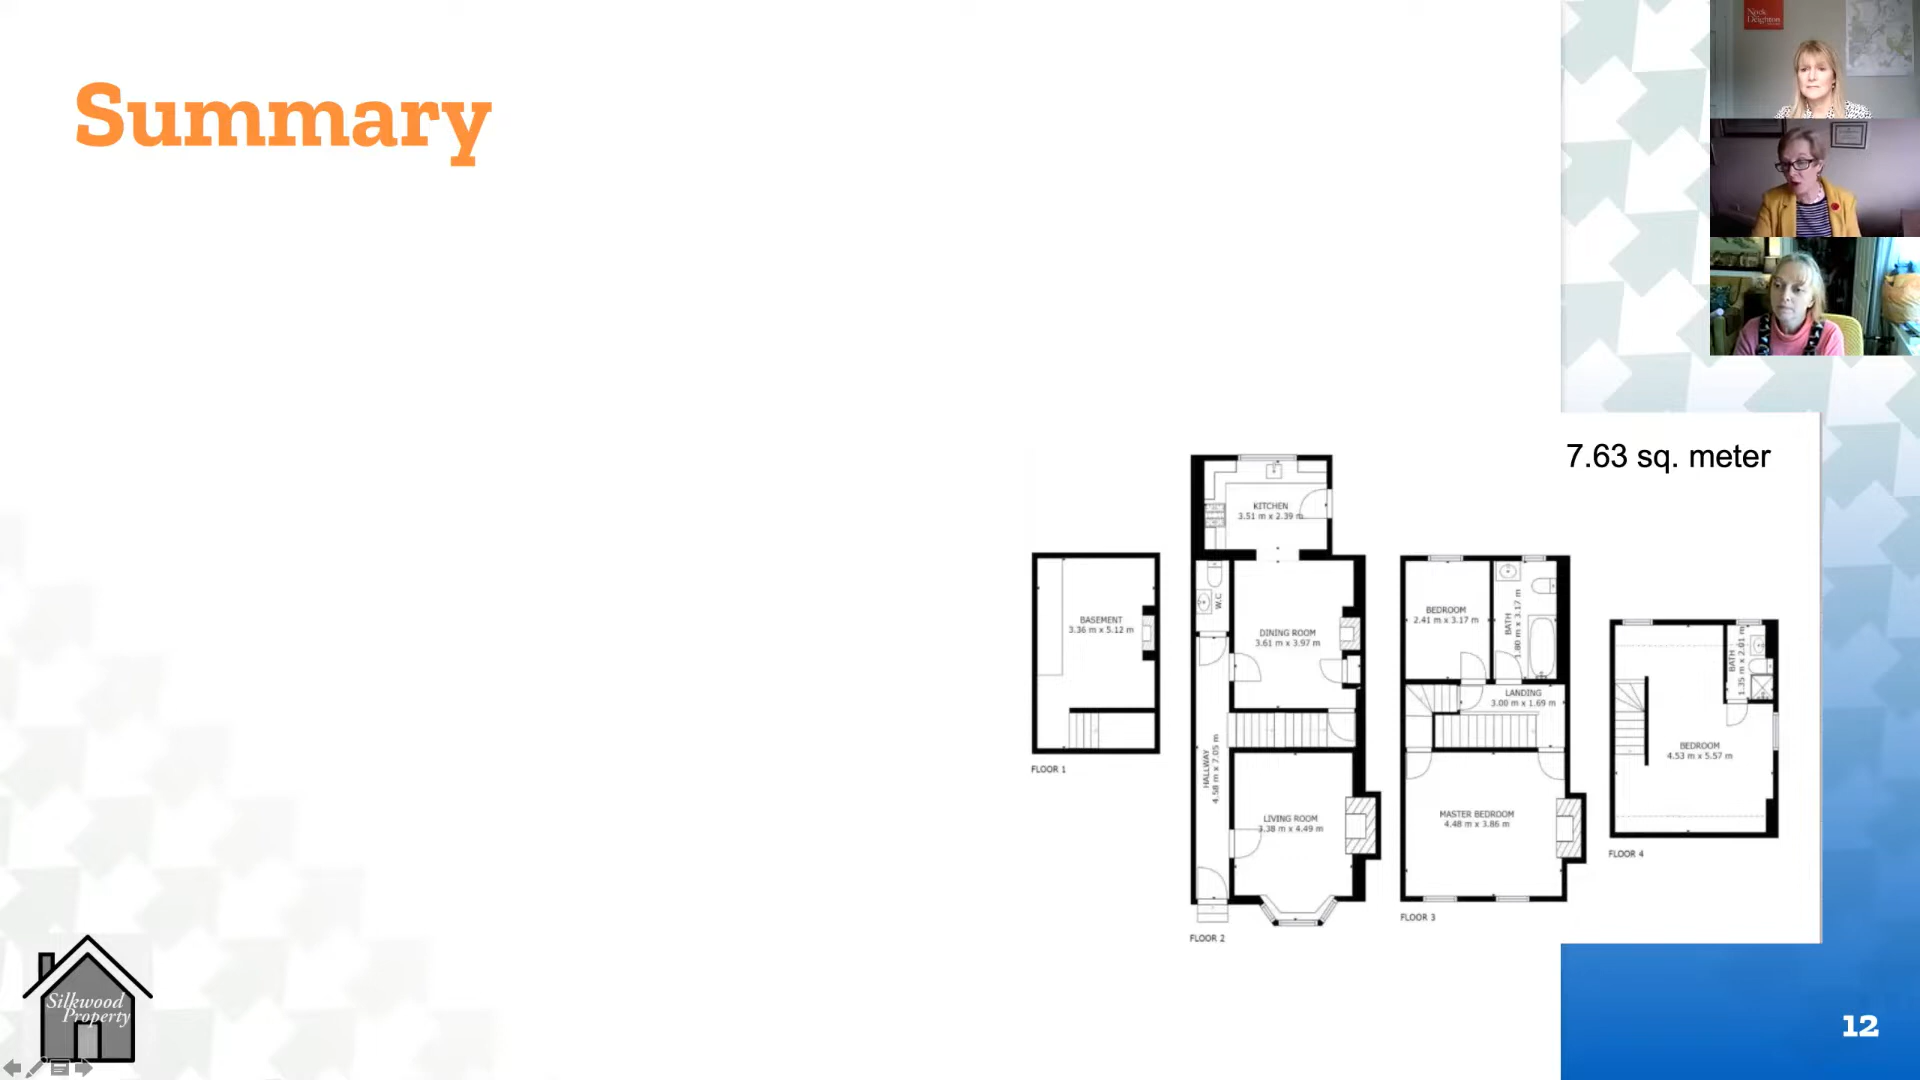 Summary
Nock
Deighton
7.63 sq. meter
KITCHEN
3.51 m x 2.39 m
BASEMENT
3.36 m x 5.12 m
FLOOR 1
W.C
DINING ROOM
3.61 m x 3.97 m
HALLWAY
4.58 m x 7.05 m
LIVING ROOM
3.38 m x 4.49 m
FLOOR 2
BEDROOM
2.41 m x 3.17 m
BATH
1.80 m x 3.17 m
LANDING
3.00 m x 1.69 m
MASTER BEDROOM
4.48 m x 3.86 m
FLOOR 3
BATH
1.35 m x 2.01 m
BEDROOM
4.53 m x 5.57 m
FLOOR 4
Silkwood
Property
12